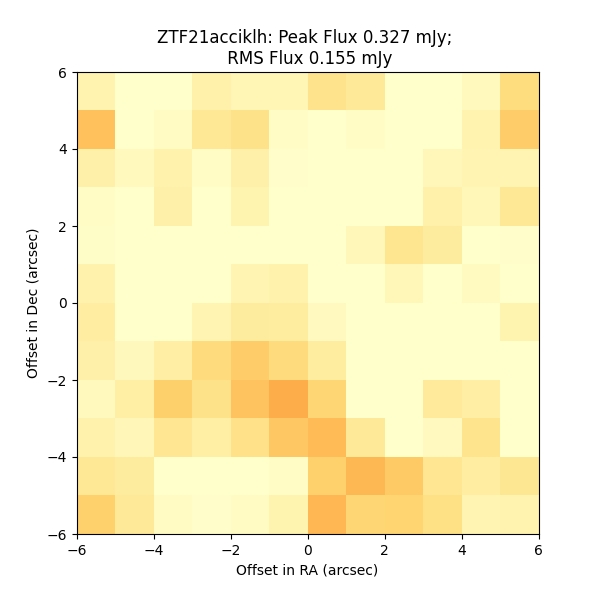 ZTF21acciklh: Peak Flux 0.327 mJy;
RMS Flux 0.155 mJy
6
4
2
0
−2
−4
−6
Offset in Dec (arcsec)
−6 −4 −2 0 2 4 6
Offset in RA (arcsec)